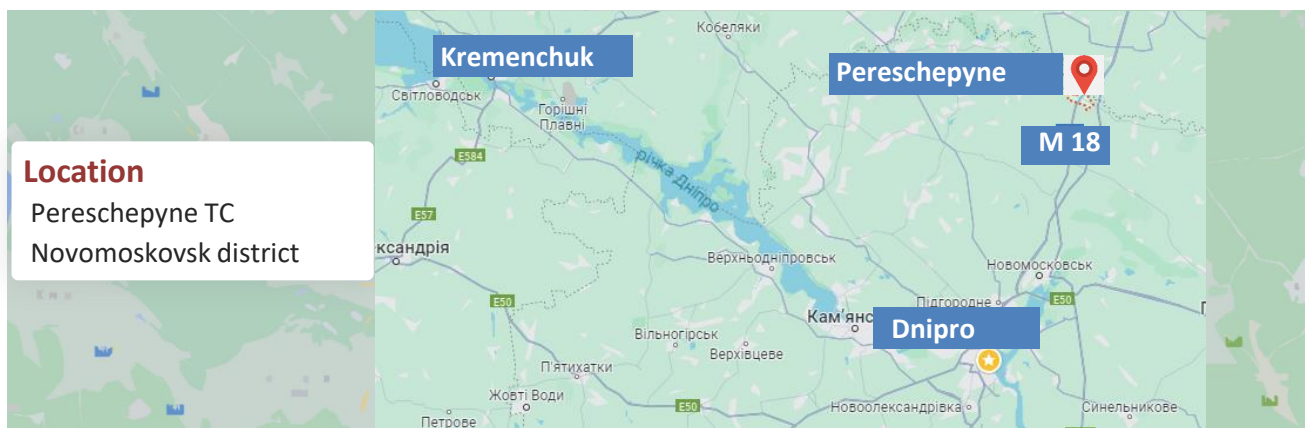 Кобеляки
Kremenchuk
Pereschepyne
Світловодськ
Горішні
Плавні
M 18
E584
річка Дніпро
Location
Pereschepyne TC
Novomoskovsk district
E57
ександрія
Верхньодніпровськ
Новомосковськ
E50
E50
Підгородне
Кам'янс
Dnipro
Вільногірськ
Верхівцеве
П'ятихатки
Жовті Води
E50
Новоолександрівка
Синельникове
Петрове